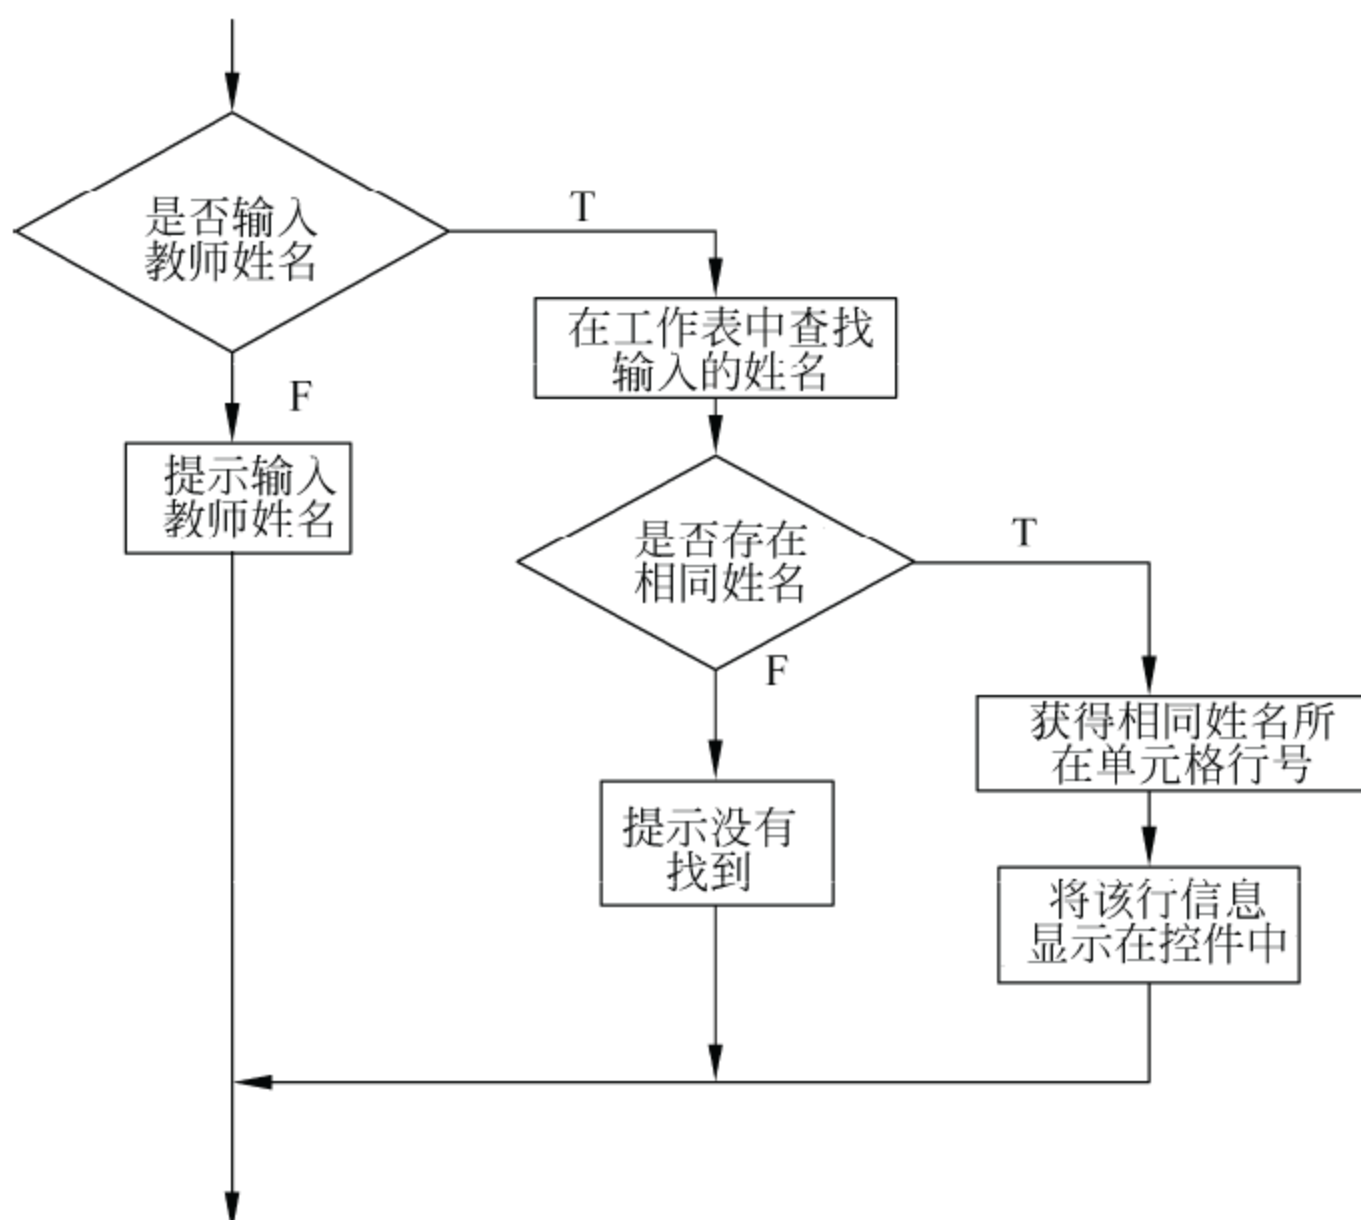 是否输入
教师姓名
T
在工作表中查找
输入的姓名
F
提示输入
教师姓名
是否存在
相同姓名
T
F
获得相同姓名所
在单元格行号
提示没有
找到
将该行信息
显示在控件中